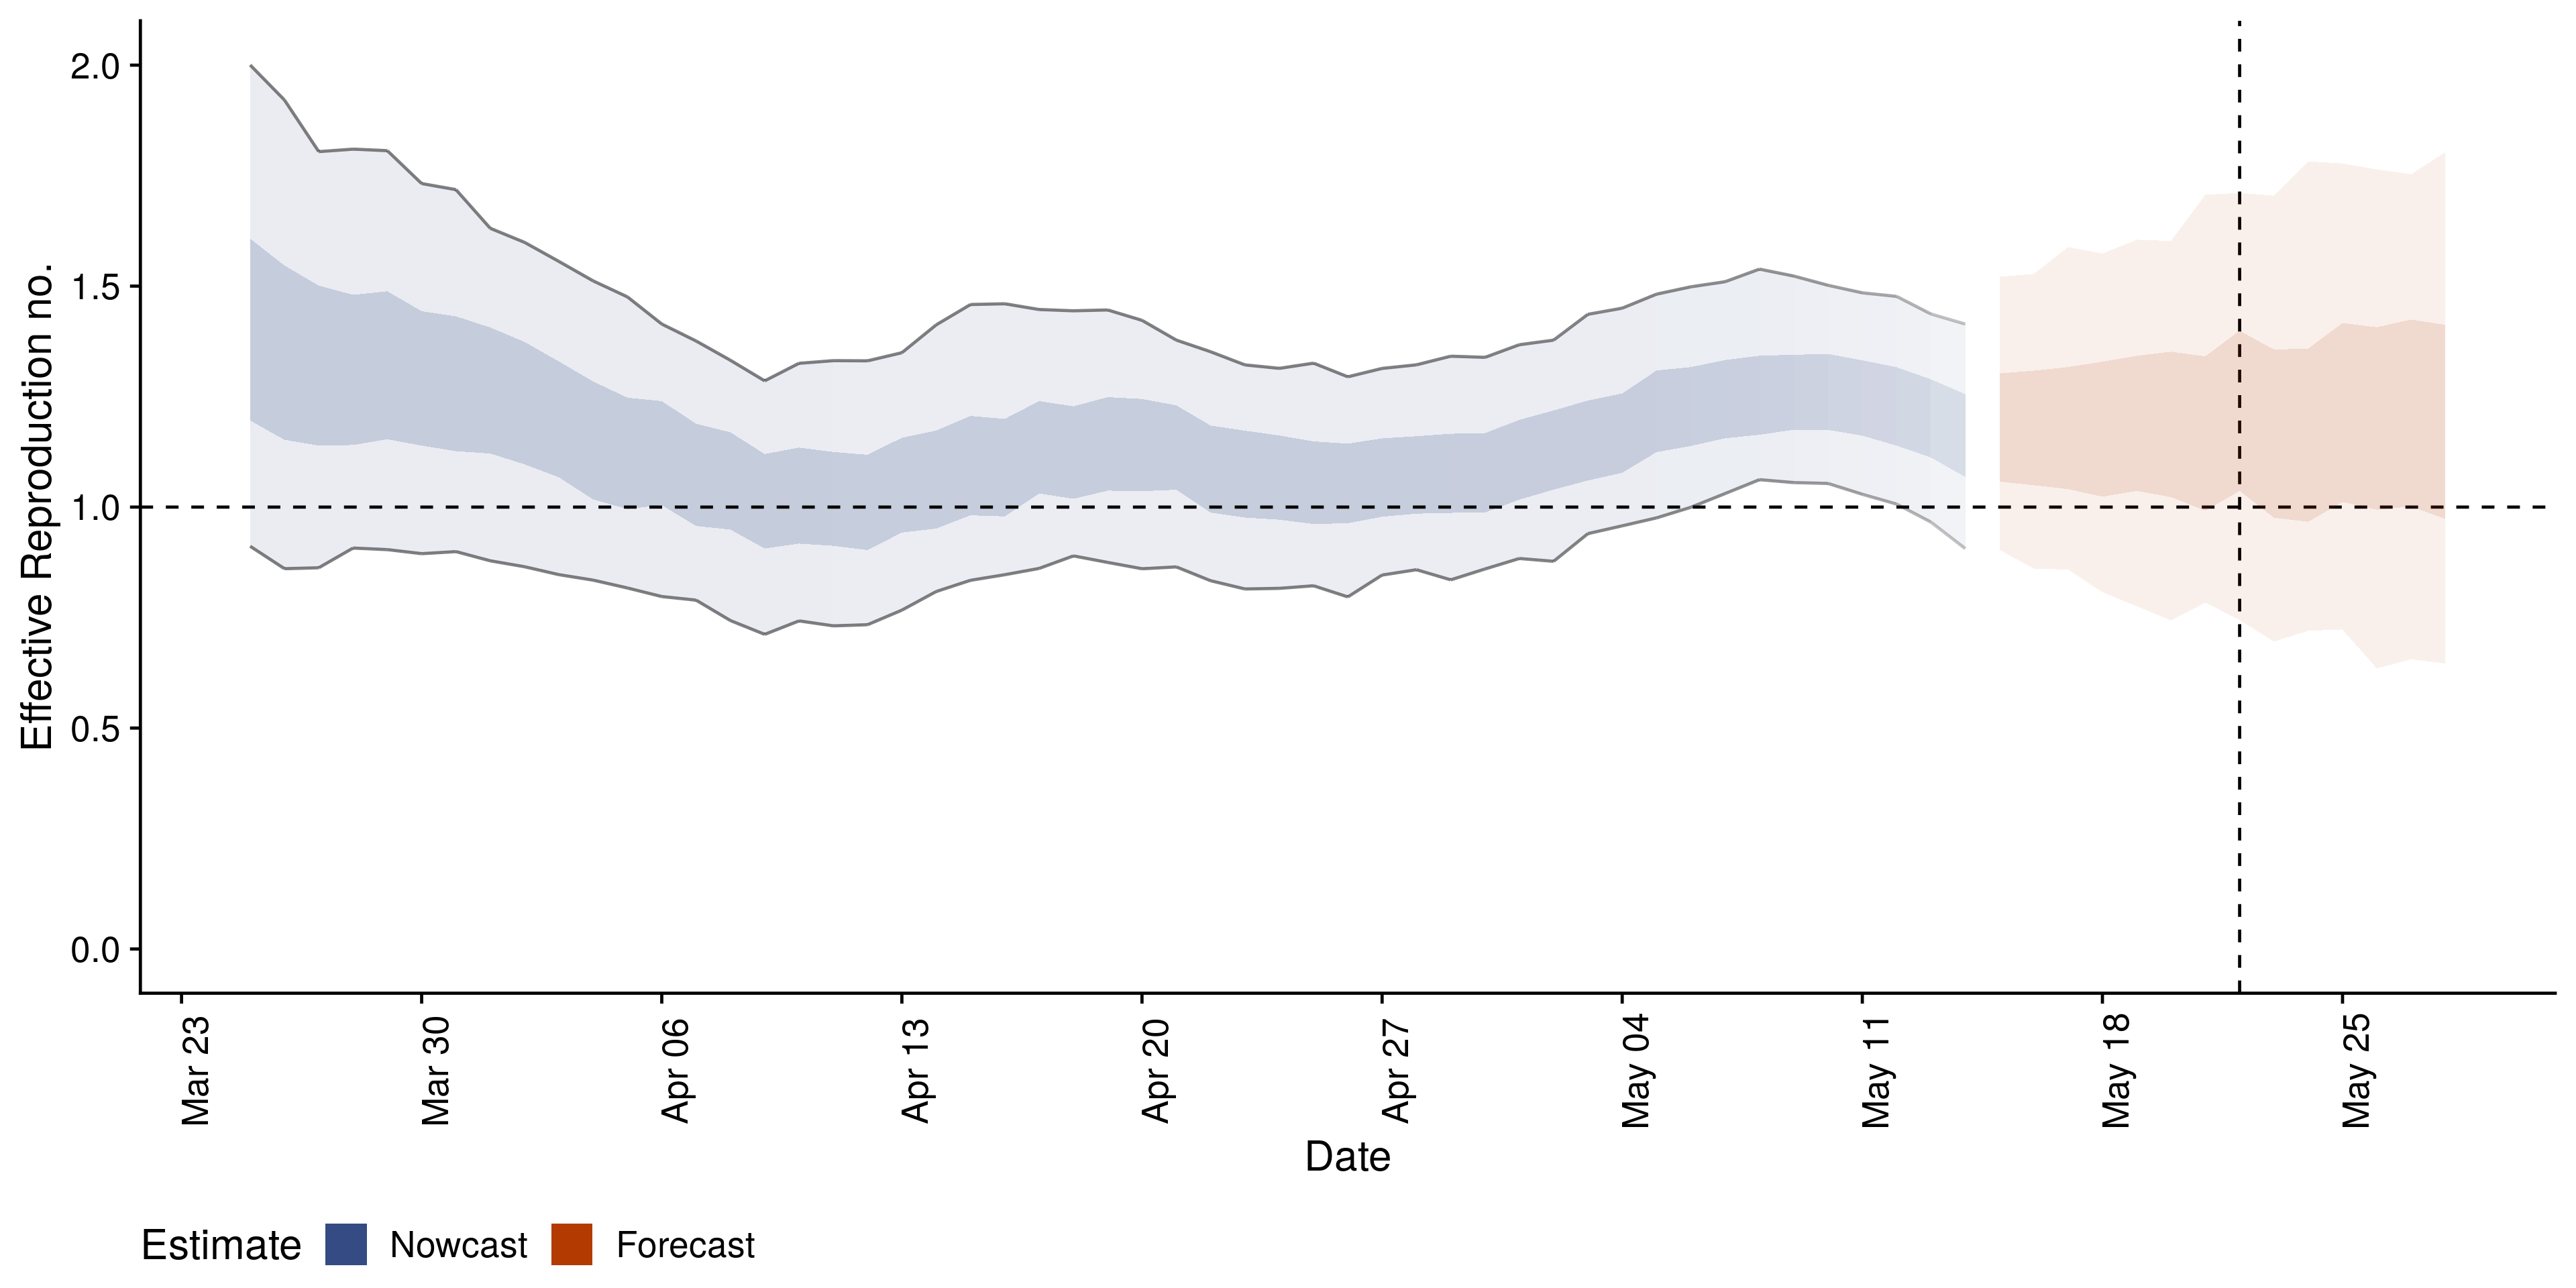 Effective Reproduction no.
2.0
1.5
1.0
0.5
0.0
Mar 23
Mar 30
Apr 06
Apr 13
Apr 20
Apr 27
May 04
May 11
May 18
May 25
Date
Estimate Nowcast Forecast